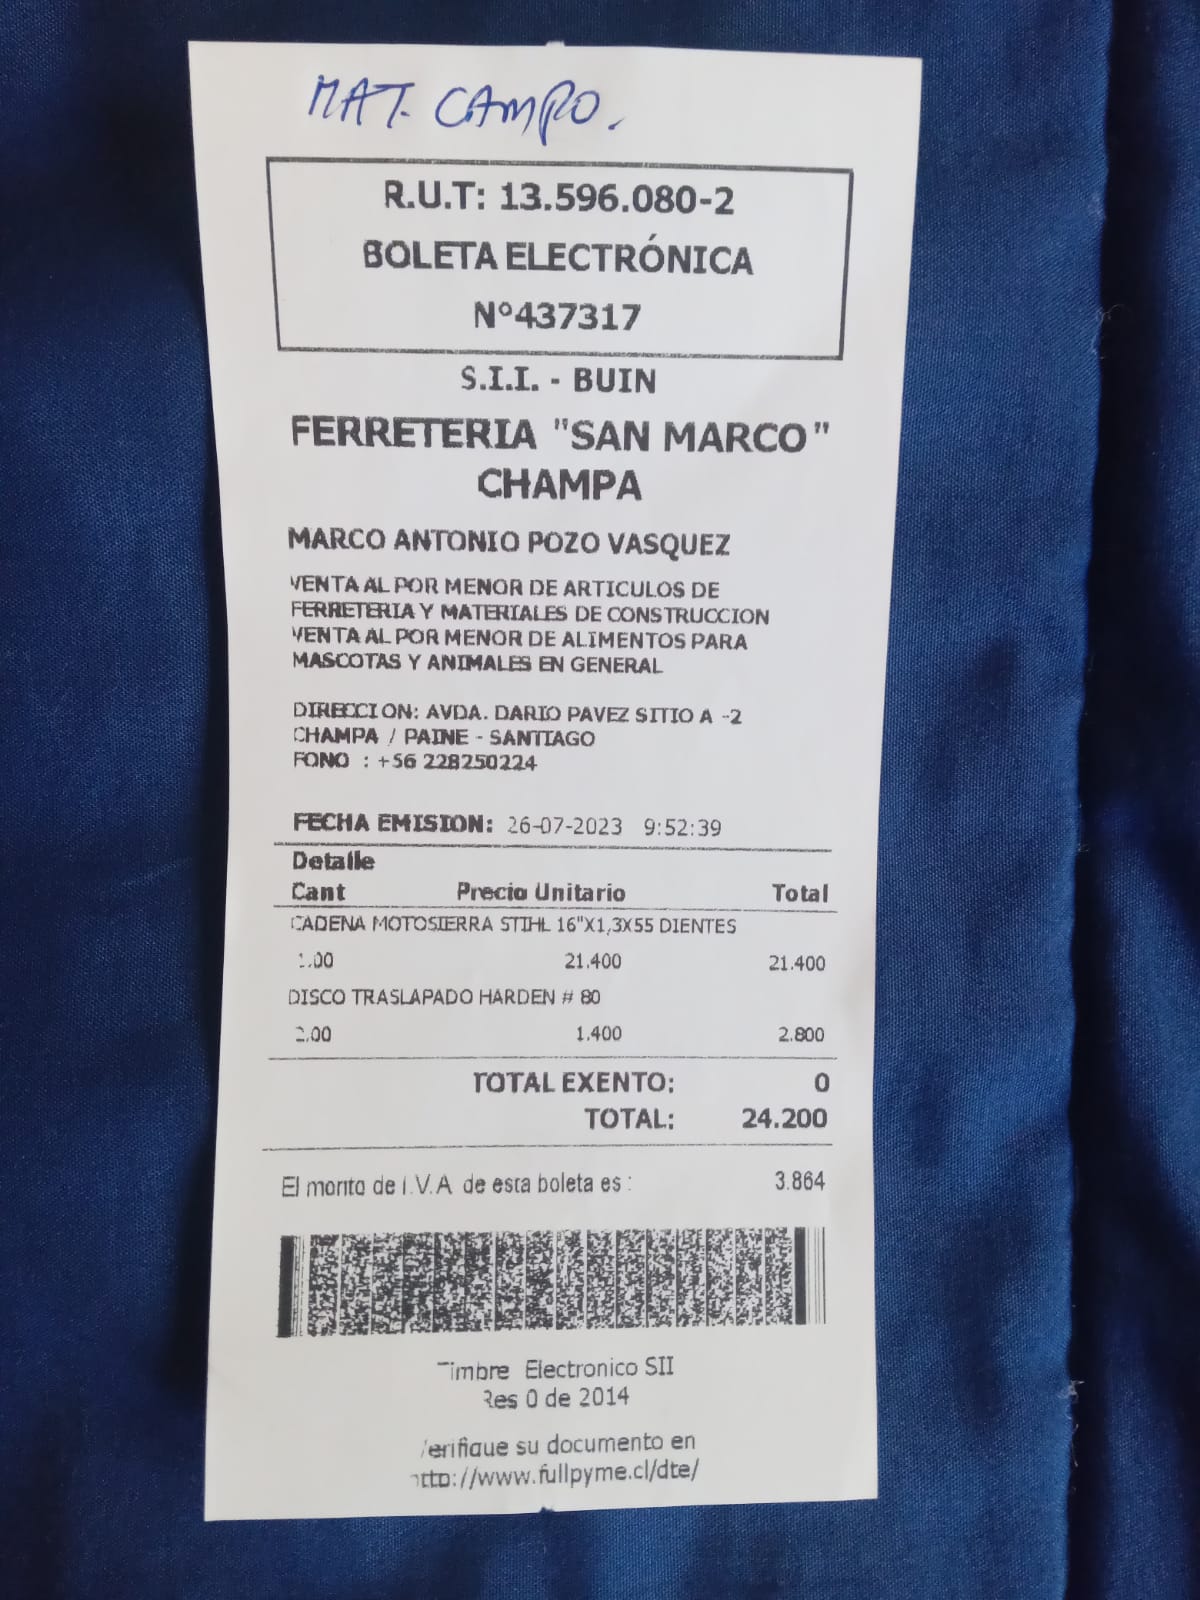 MAT. CAMPO.
R.U.T: 13.596.080-2
BOLETA ELECTRÓNICA
N°437317
S.I.I. - BUIN
FERRETERIA "SAN MARCO"
CHAMPA
MARCO ANTONIO POZO VASQUEZ
VENTA AL POR MENOR DE ARTICULOS DE
FERRETERIA Y MATERIALES DE CONSTRUCCION
VENTA AL POR MENOR DE ALIMENTOS PARA
MASCOTAS Y ANIMALES EN GENERAL
DIRECCION: AVDA. DARIO PAVEZ SITIO A -2
CHAMPA / PAINE - SANTIAGO
FONO : +56 228250224
FECHA EMISION: 26-07-2023 9:52:39
Detalle
Cant Precio Unitario Total
CADENA MOTOSIERRA STIHL 16"X1,3X55 DIENTES
1.00 21.400 21.400
DISCO TRASLAPADO HARDEN # 80
2.00 1.400 2.800
TOTAL EXENTO: 0
TOTAL: 24.200
El monto de I.V.A de esta boleta es : 3.864
Timbre Electronico SII
Res 0 de 2014
Verifique su documento en
http://www.fullpyme.cl/dte/